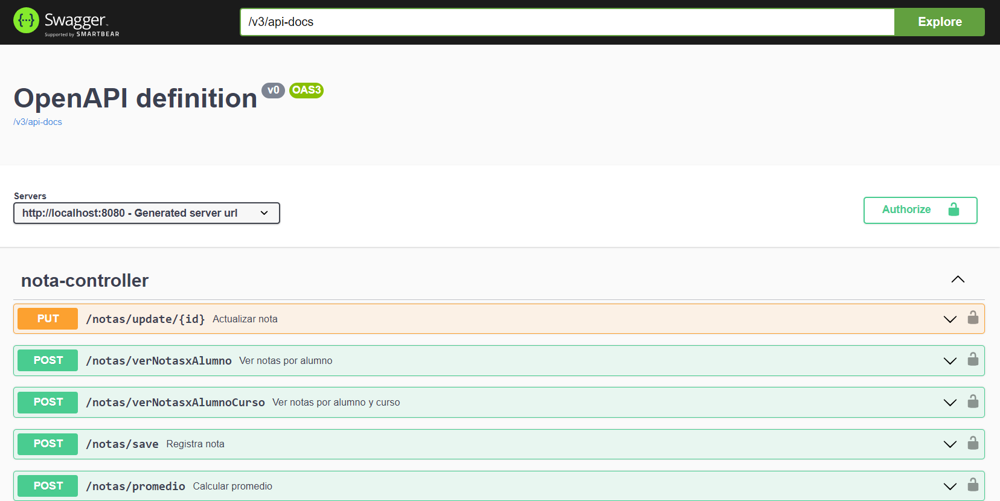 Swagger
Supported by SMARTBEAR
/v3/api-docs
Explore
OpenAPI definition v0 OAS3
/v3/api-docs
Servers
http://localhost:8080 - Generated server url
Authorize
nota-controller
PUT /notas/update/{id} Actualizar nota
POST /notas/verNotasxAlumno Ver notas por alumno
POST /notas/verNotasxAlumnoCurso Ver notas por alumno y curso
POST /notas/save Registra nota
POST /notas/promedio Calcular promedio